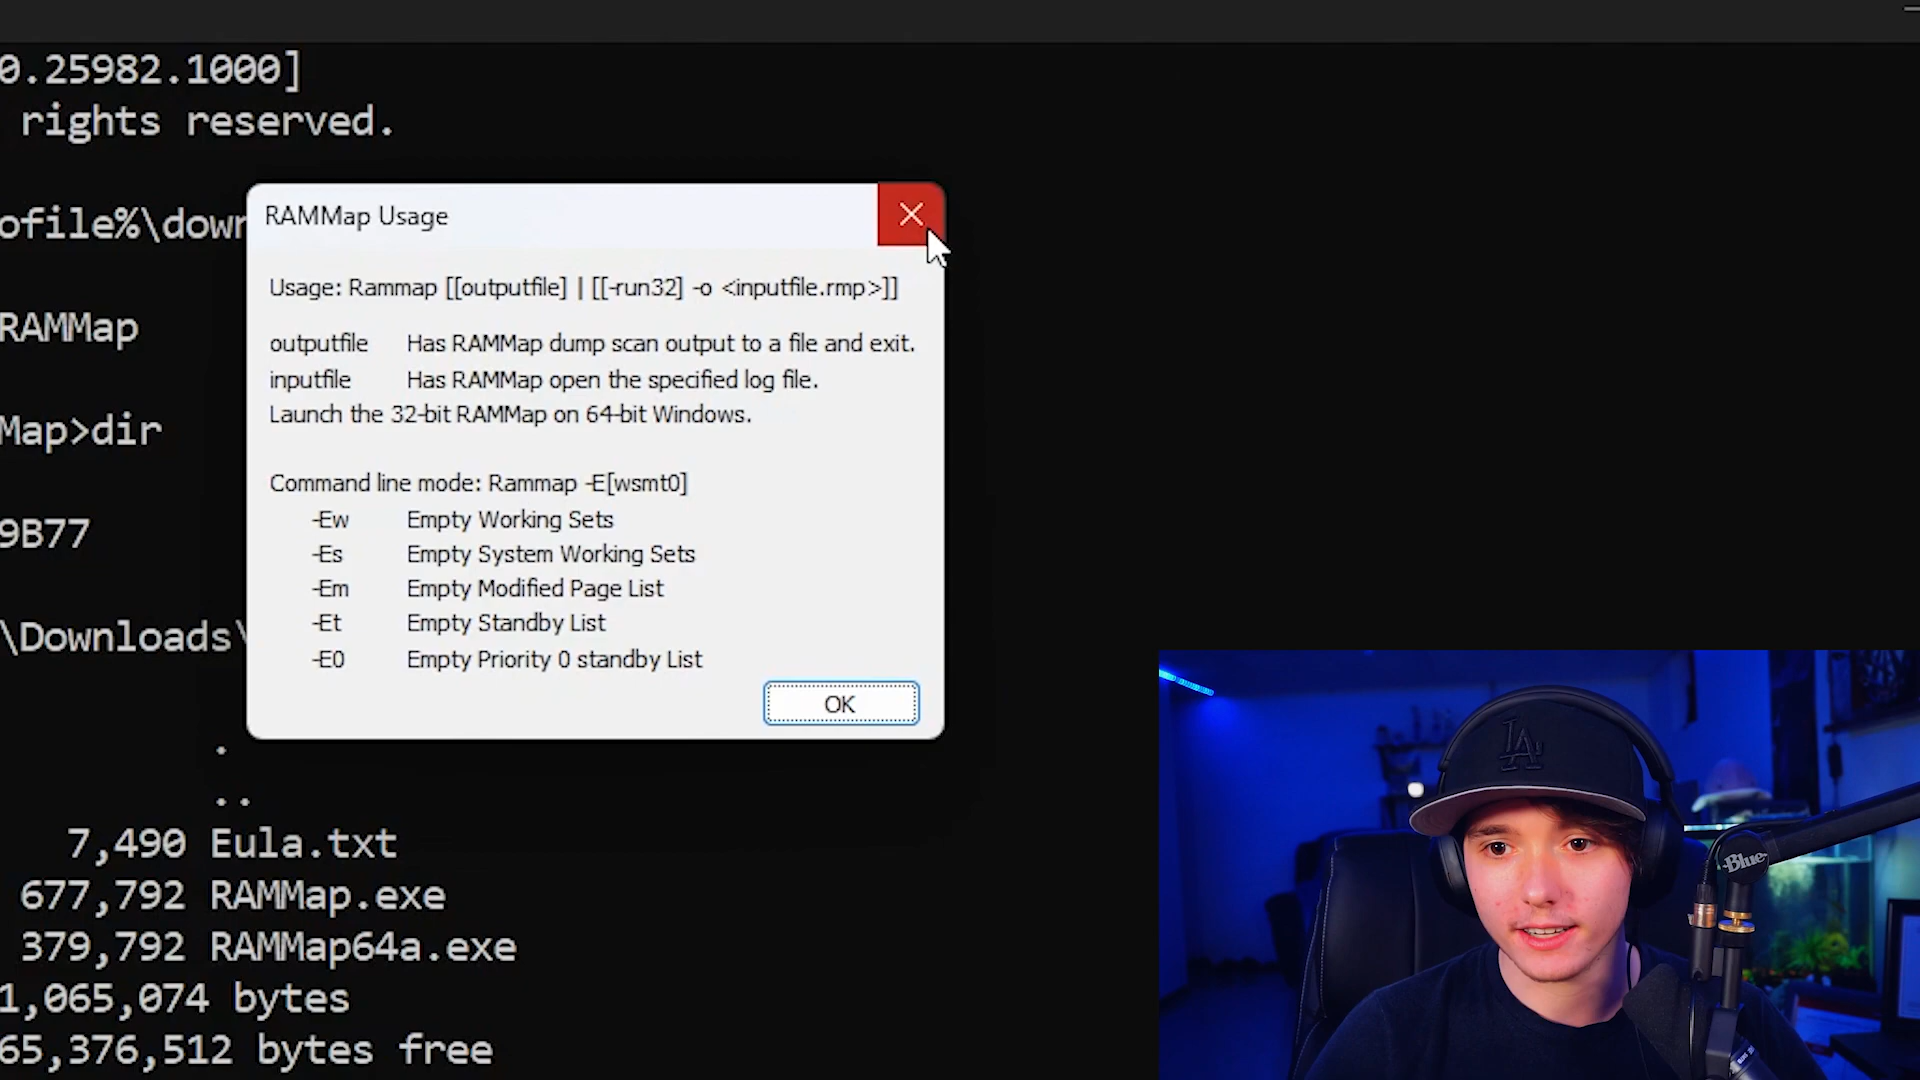 0.25982.1000]
rights reserved.
ofile%\down
RAMMap
Map>dir
9B77
\Downloads\
.
..
7,490 Eula.txt
677,792 RAMMap.exe
379,792 RAMMap64a.exe
1,065,074 bytes
65,376,512 bytes free
RAMMap Usage
Usage: Rammap [[outputfile] | [[-run32] -o <inputfile.rmp>]]
outputfile Has RAMMap dump scan output to a file and exit.
inputfile Has RAMMap open the specified log file.
Launch the 32-bit RAMMap on 64-bit Windows.
Command line mode: Rammap -E[wsmt0]
-Ew Empty Working Sets
-Es Empty System Working Sets
-Em Empty Modified Page List
-Et Empty Standby List
-E0 Empty Priority 0 standby List
OK
LA
Blue